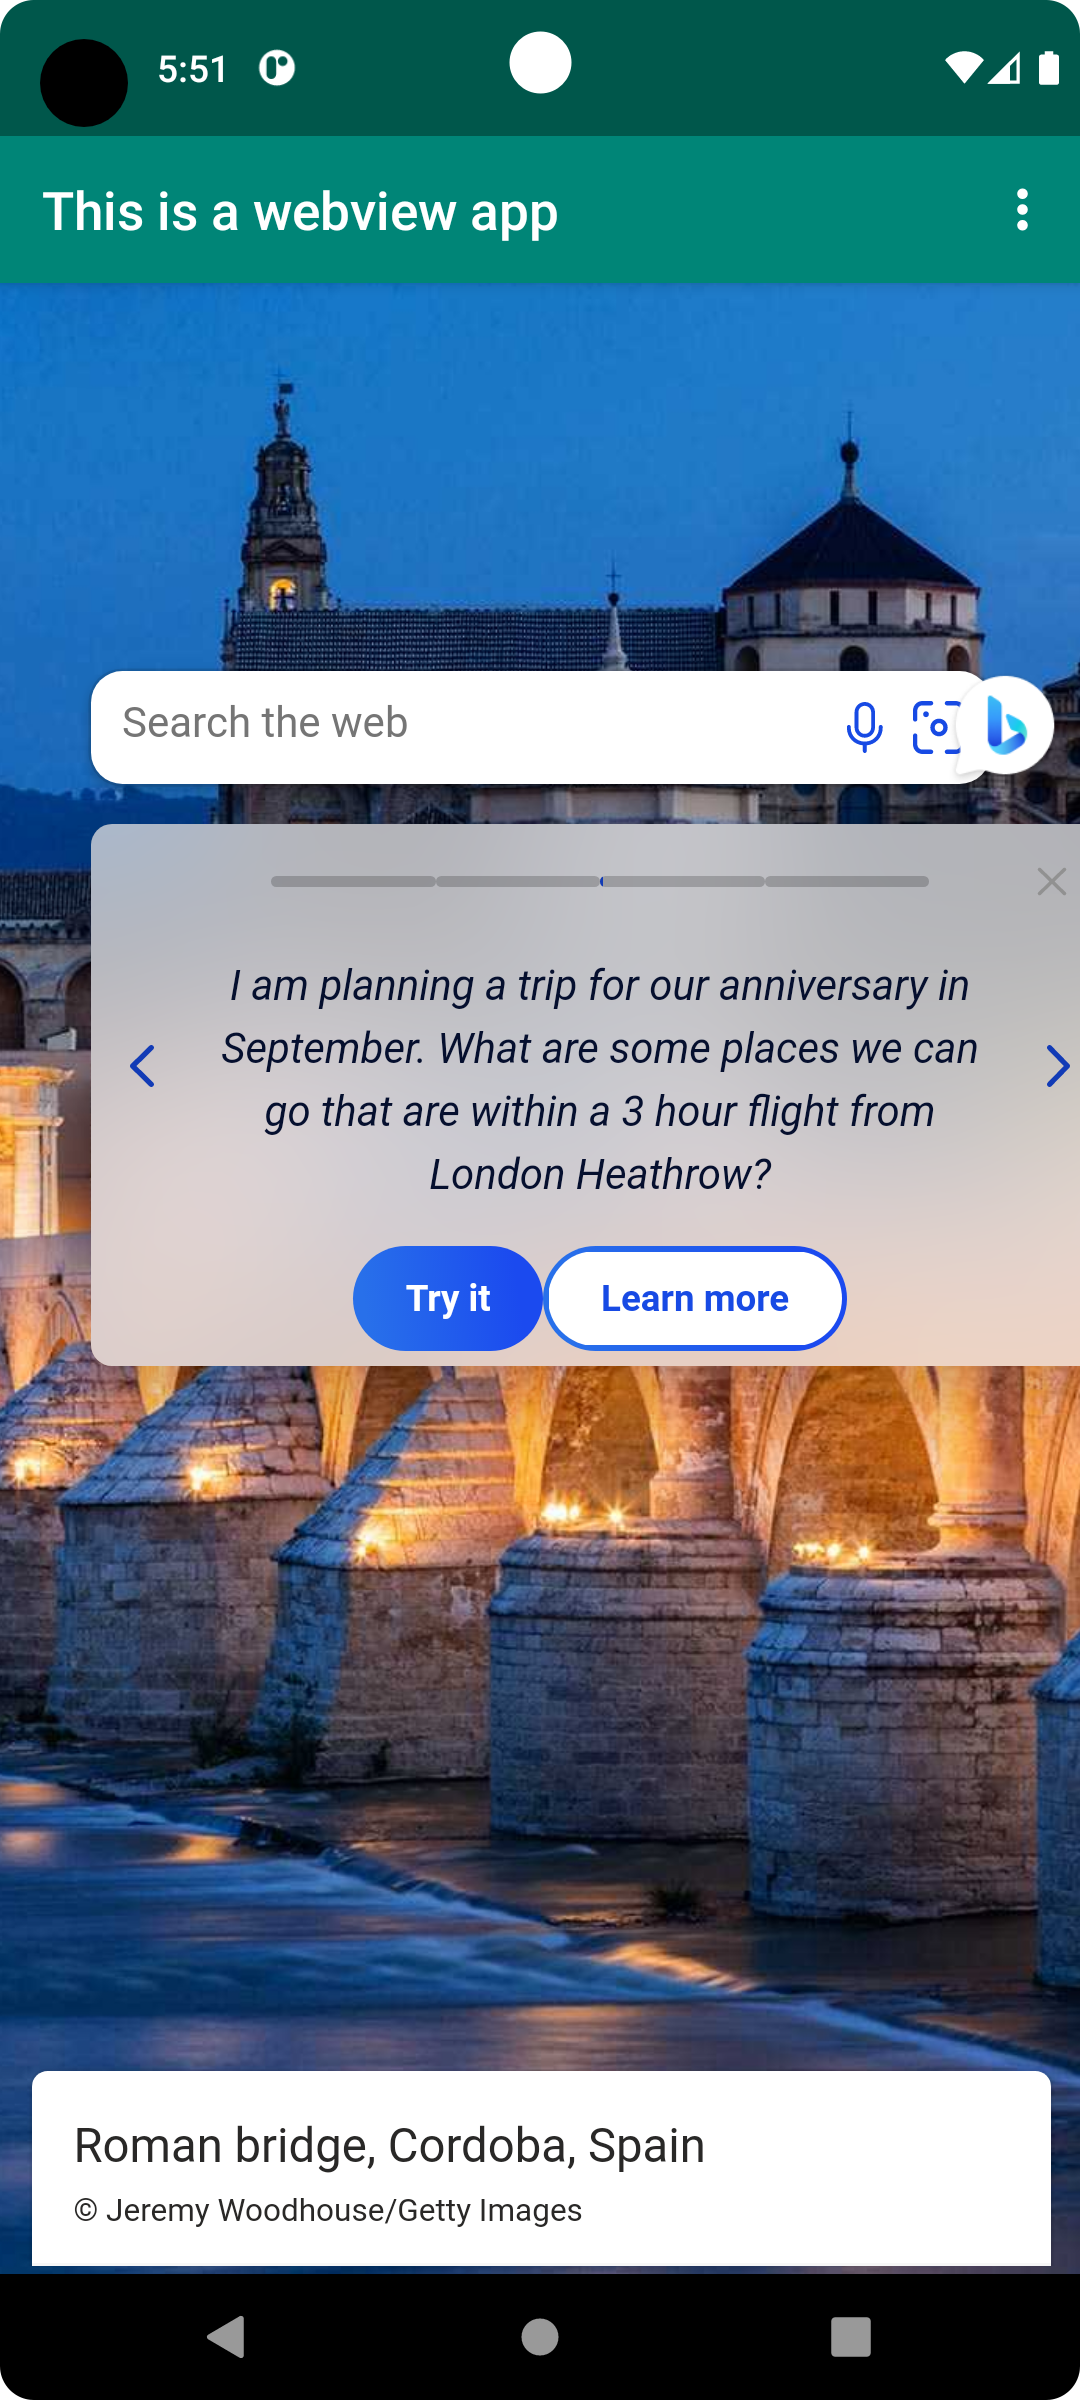 5:51
This is a webview app
Search the web
I am planning a trip for our anniversary in
September. What are some places we can
go that are within a 3 hour flight from
London Heathrow?
Try it
Learn more
Roman bridge, Cordoba, Spain
© Jeremy Woodhouse/Getty Images